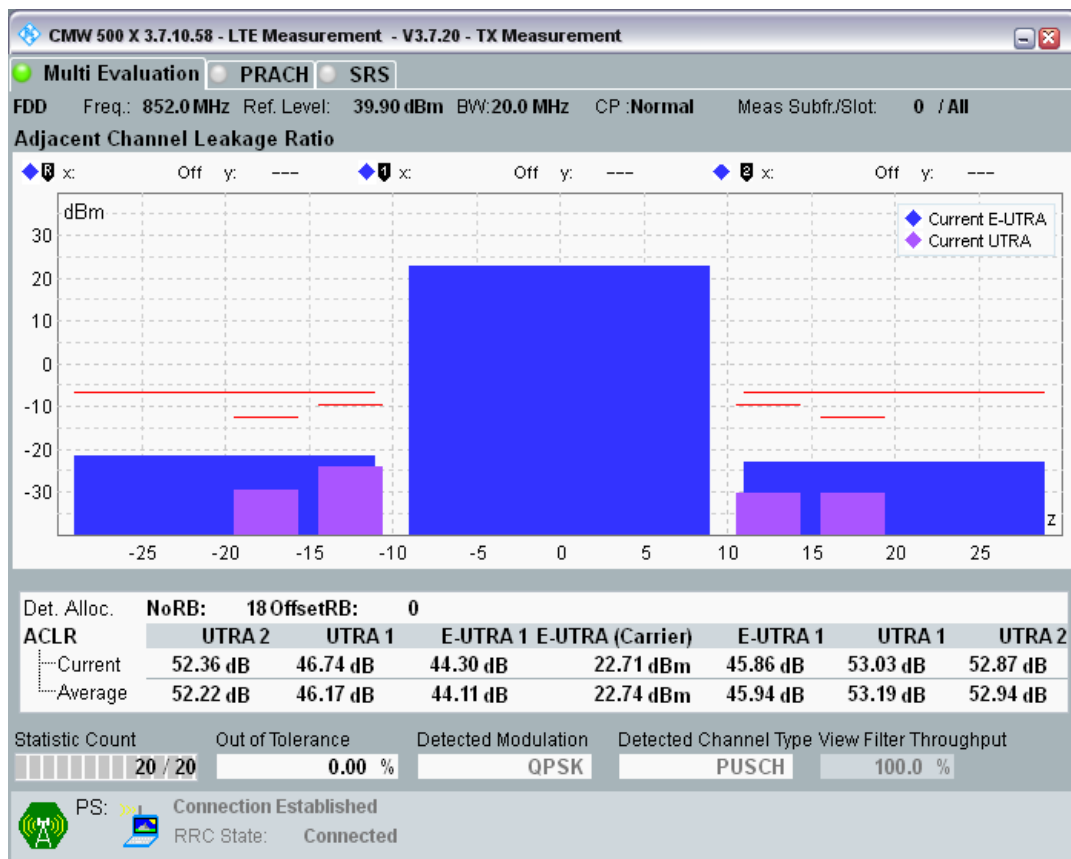 CMW 500 X 3.7.10.58 - LTE Measurement - V3.7.20 - TX Measurement
Multi Evaluation PRACH SRS
FDD Freq.: 852.0 MHz Ref. Level: 39.90 dBm BW:20.0 MHz CP :Normal Meas Subfr./Slot: 0 / All
Adjacent Channel Leakage Ratio
R x: Off y: --- 1 x: Off y: --- 2 x: Off y: ---
dBm
Current E-UTRA
Current UTRA
30
20
10
0
-10
-20
-30
z
-25 -20 -15 -10 -5 0 5 10 15 20 25
Det. Alloc. NoRB: 18 OffsetRB: 0
ACLR UTRA 2 UTRA 1 E-UTRA 1 E-UTRA (Carrier) E-UTRA 1 UTRA 1 UTRA 2
Current 52.36 dB 46.74 dB 44.30 dB 22.71 dBm 45.86 dB 53.03 dB 52.87 dB
Average 52.22 dB 46.17 dB 44.11 dB 22.74 dBm 45.94 dB 53.19 dB 52.94 dB
Statistic Count Out of Tolerance Detected Modulation Detected Channel Type View Filter Throughput
20 / 20 0.00 % QPSK PUSCH 100.0 %
PS: Connection Established
RRC State: Connected